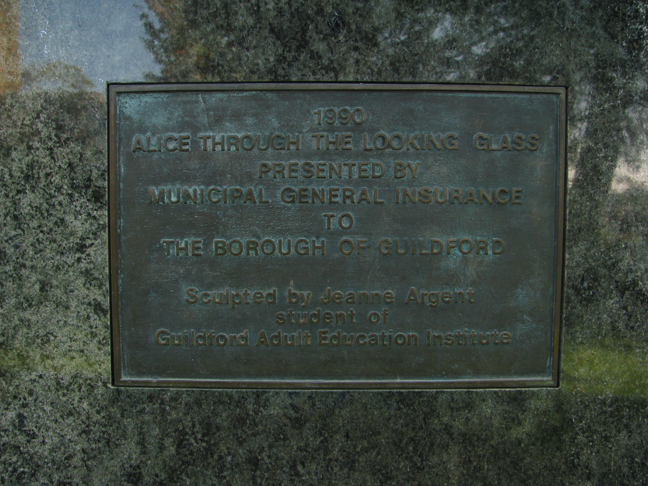 1990
ALICE THROUGH THE LOOKING GLASS
PRESENTED BY
MUNICIPAL GENERAL INSURANCE
TO
THE BOROUGH OF GUILDFORD
Sculpted by Jeanne Argent
student of
Guildford Adult Education Institute